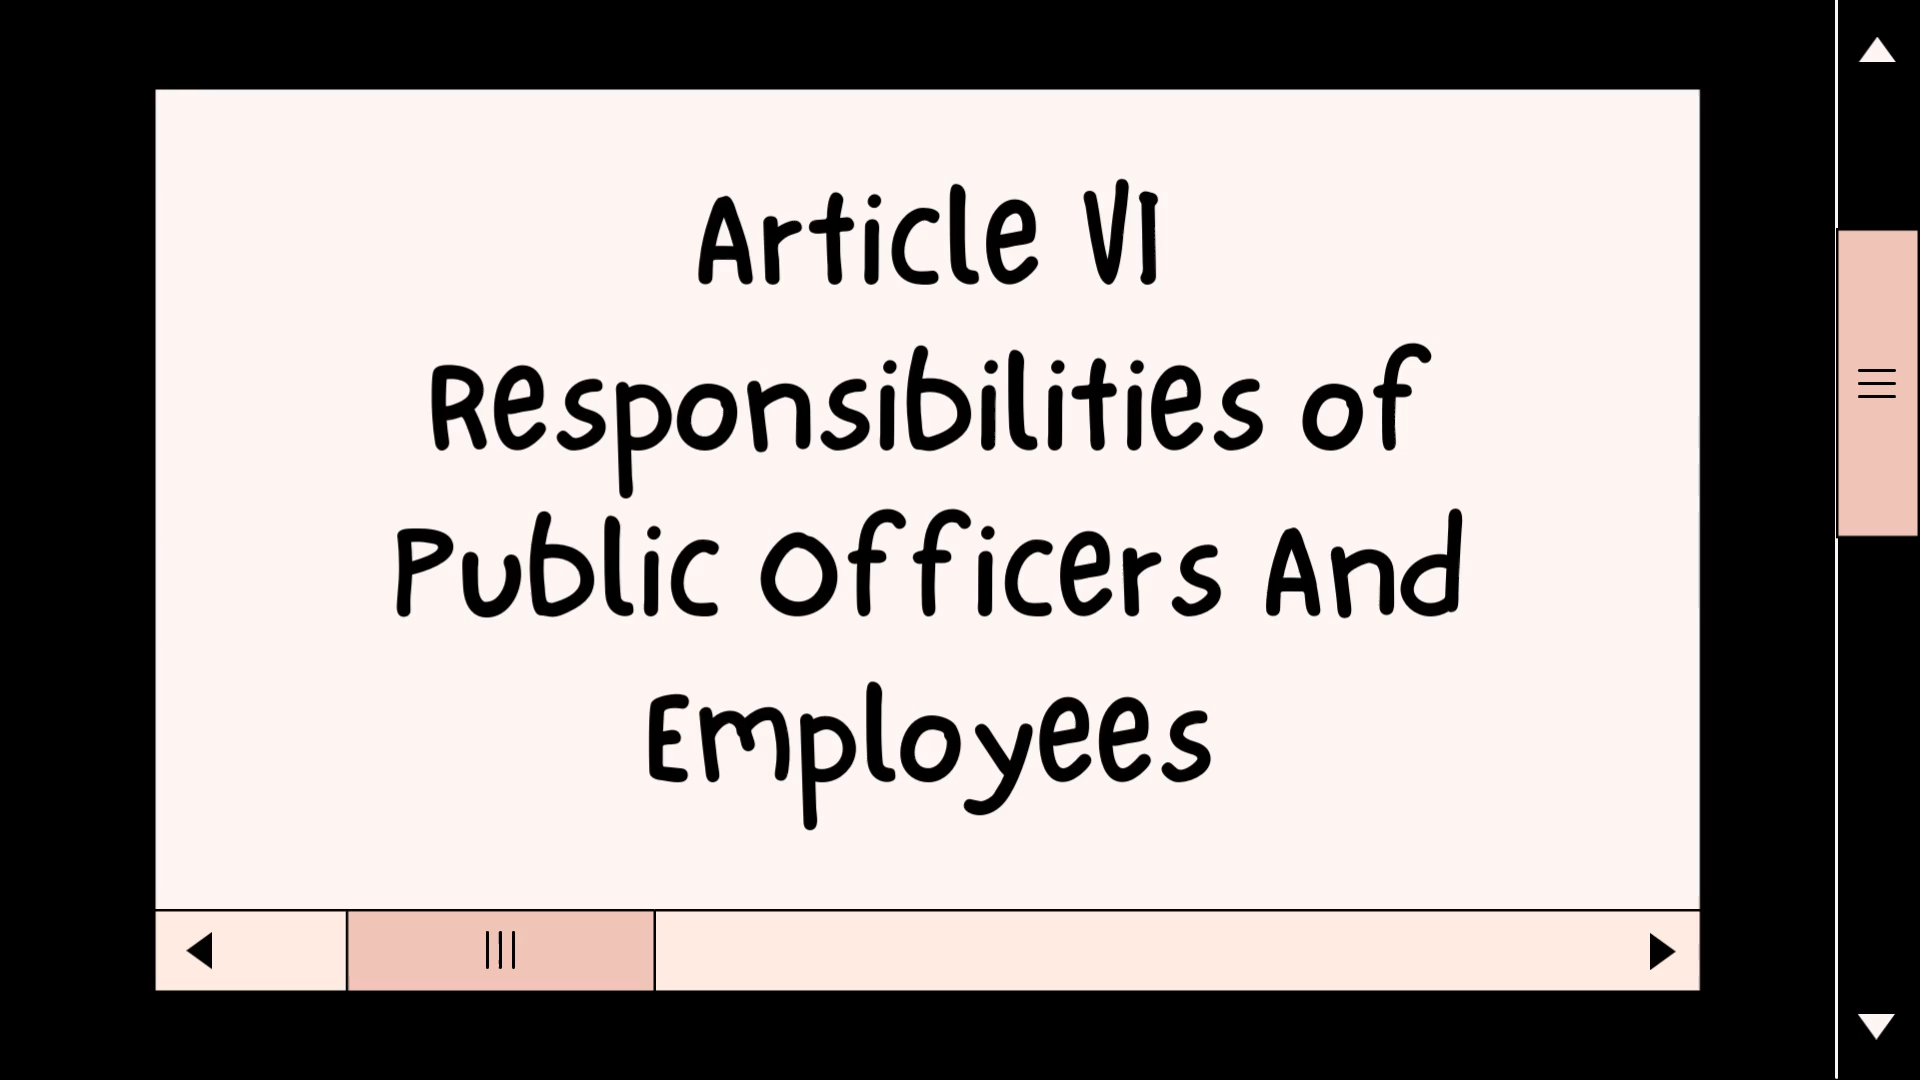 Article VI
Responsibilities of
Public Officers And
Employees